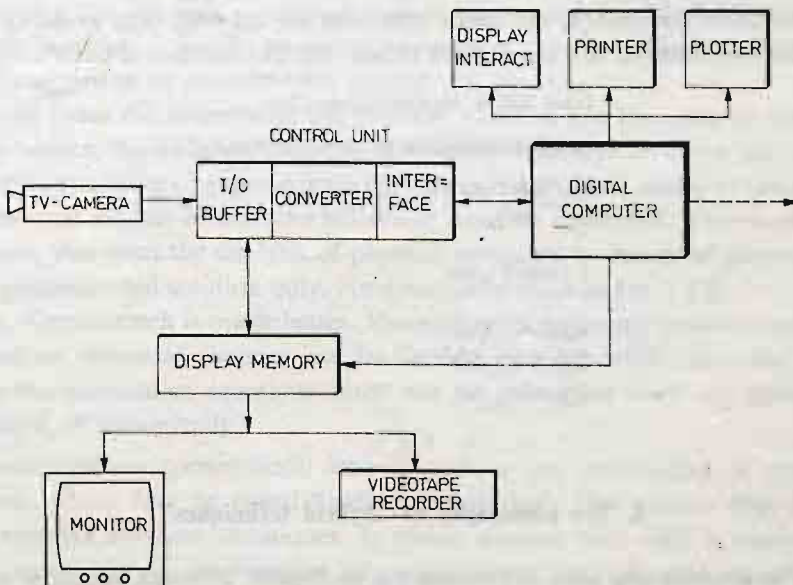 DISPLAY
INTERACT
PRINTER
PLOTTER
CONTROL UNIT
TV-CAMERA
I/O
BUFFER
CONVERTER
INTER=
FACE
DIGITAL
COMPUTER
DISPLAY MEMORY
MONITOR
VIDEOTAPE
RECORDER